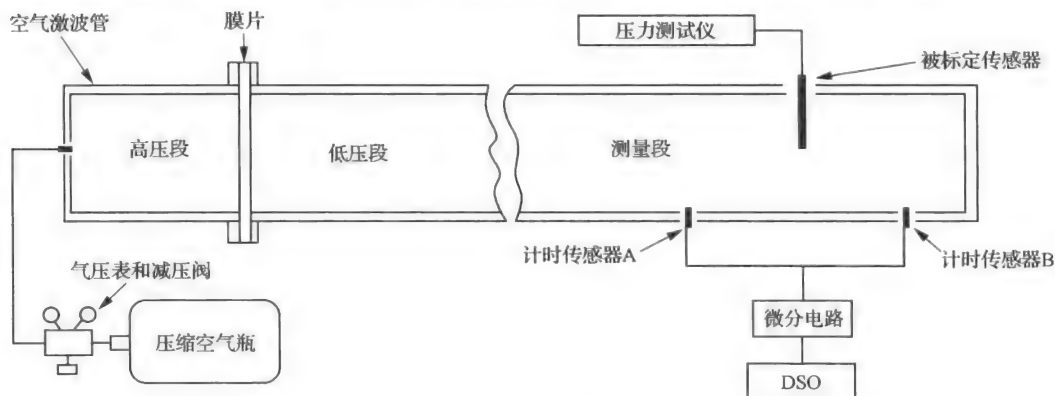 空气激波管
膜片
压力测试仪
被标定传感器
高压段
低压段
测量段
计时传感器A
计时传感器B
气压表和减压阀
压缩空气瓶
微分电路
DSO